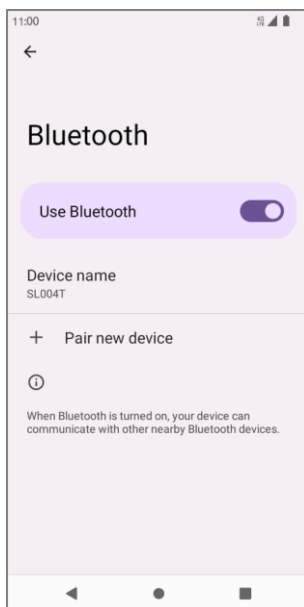 11:00
Bluetooth
Use Bluetooth
Device name
SL004T
Pair new device
When Bluetooth is turned on, your device can
communicate with other nearby Bluetooth devices.